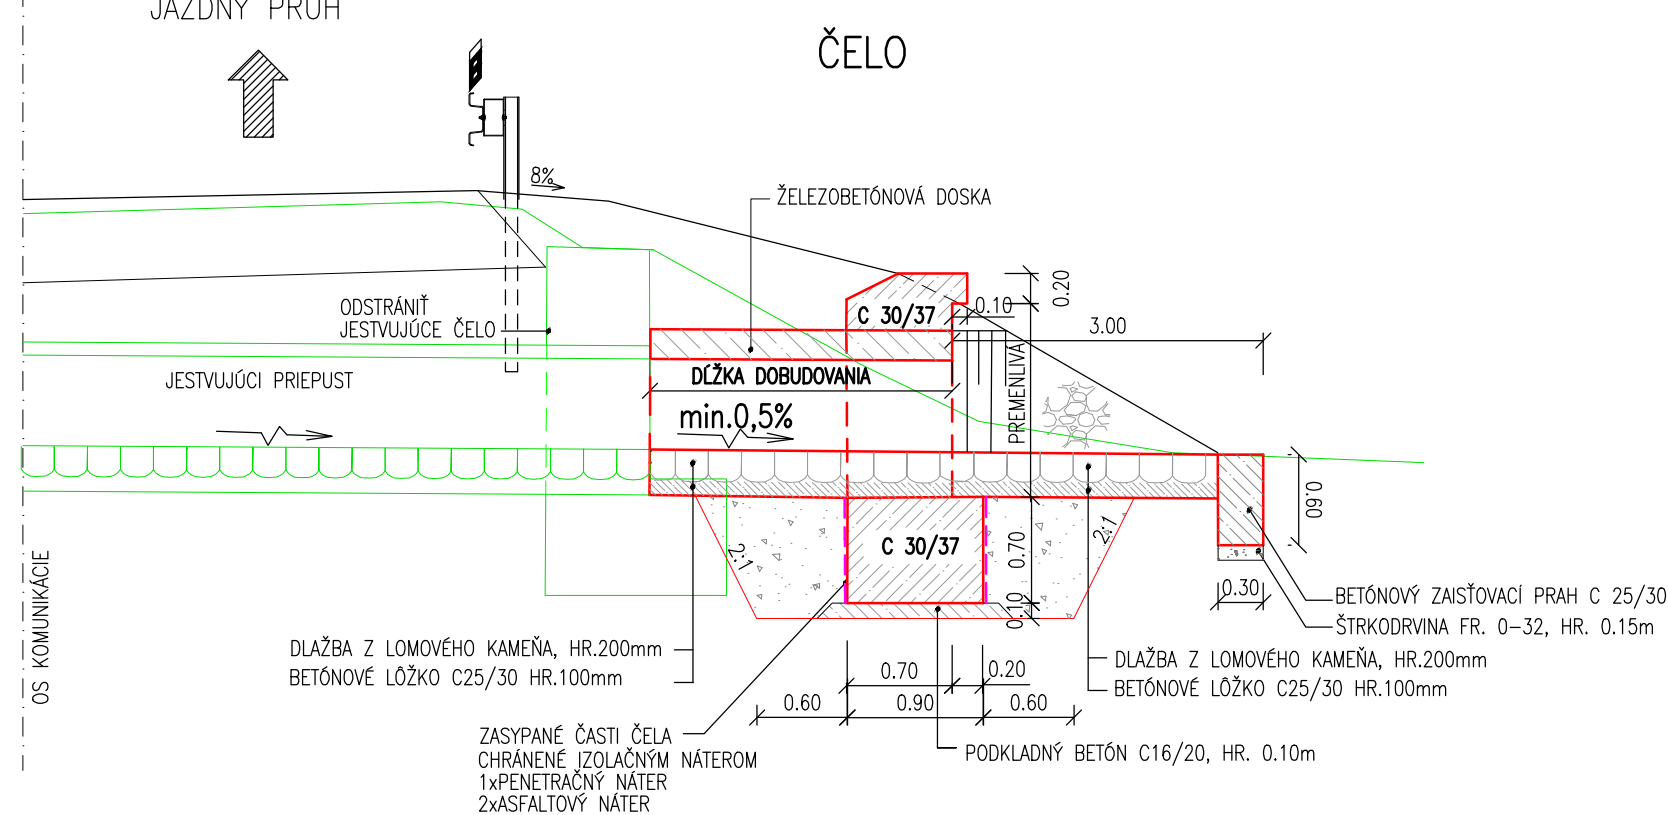 JAZDNÝ PRUH
ČELO
8%
ŽELEZOBETÓNOVÁ DOSKA
0.20
ODSTRÁNIŤ
JESTVUJÚCE ČELO
C 30/37
0.10
3.00
JESTVUJÚCI PRIEPUST
DĹŽKA DOBUDOVANIA
PREMENLIVÁ
min.0,5%
0.60
2:1
C 30/37
0.70
2:1
0.10
0.30
OS KOMUNIKÁCIE
BETÓNOVÝ ZAISŤOVACÍ PRAH C 25/30
ŠTRKODRVINA FR. 0-32, HR. 0.15m
DLAŽBA Z LOMOVÉHO KAMEŇA, HR.200mm
BETÓNOVÉ LÔŽKO C25/30 HR.100mm
DLAŽBA Z LOMOVÉHO KAMEŇA, HR.200mm
BETÓNOVÉ LÔŽKO C25/30 HR.100mm
0.70
0.20
0.60
0.90
0.60
ZASYPANÉ ČASTI ČELA
CHRÁNENÉ IZOLAČNÝM NÁTEROM
1xPENETRAČNÝ NÁTER
2xASFALTOVÝ NÁTER
PODKLADNÝ BETÓN C16/20, HR. 0.10m